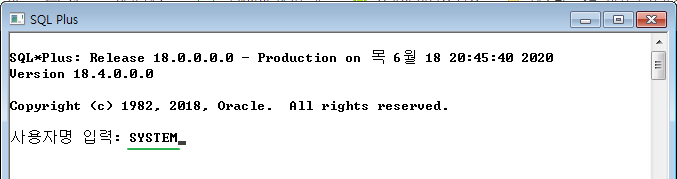 SQL Plus
SQL*Plus: Release 18.0.0.0.0 - Production on 목 6월 18 20:45:40 2020
Version 18.4.0.0.0
Copyright (c) 1982, 2018, Oracle.  All rights reserved.
사용자명 입력: SYSTEM